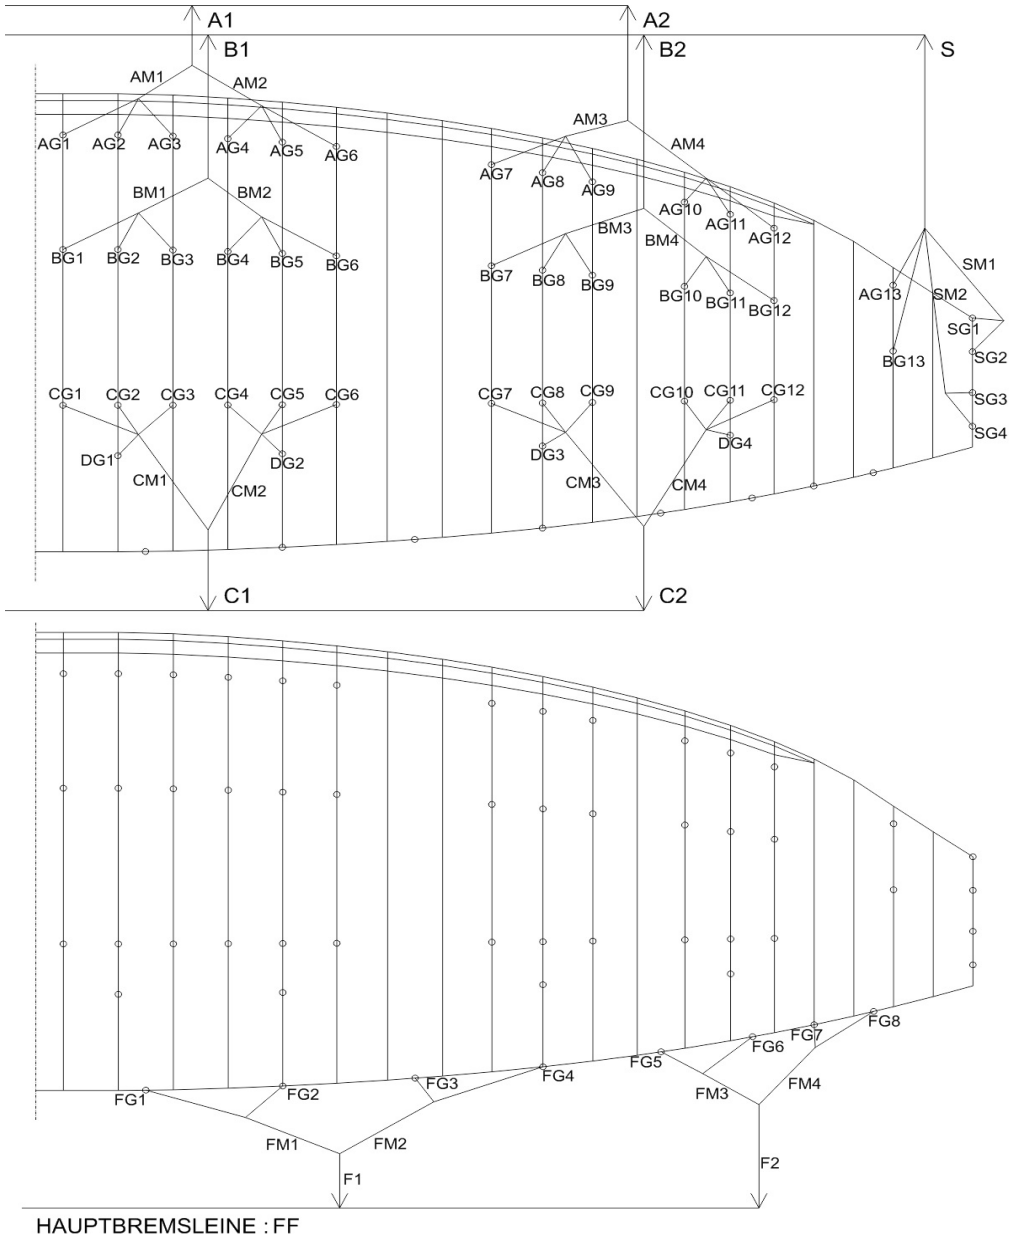 A1 A2
B1 B2 S
AM1 AM2
AM3 AM4
AG1 AG2 AG3 AG4 AG5 AG6
AG7 AG8 AG9 AG10 AG11 AG12
BM1 BM2
BM3 BM4
BG1 BG2 BG3 BG4 BG5 BG6
BG7 BG8 BG9 BG10 BG11 BG12
SM1
AG13 SM2
SG1
BG13 SG2
SG3
SG4
CG1 CG2 CG3 CG4 CG5 CG6 CG7 CG8 CG9 CG10 CG11 CG12
DG1 DG2 DG3 DG4
CM1 CM2 CM3 CM4
C1 C2
FG1 FG2 FG3 FG4 FG5 FG6 FG7 FG8
FM1 FM2 FM3 FM4
F1 F2
HAUPTBREMSLEINE : FF